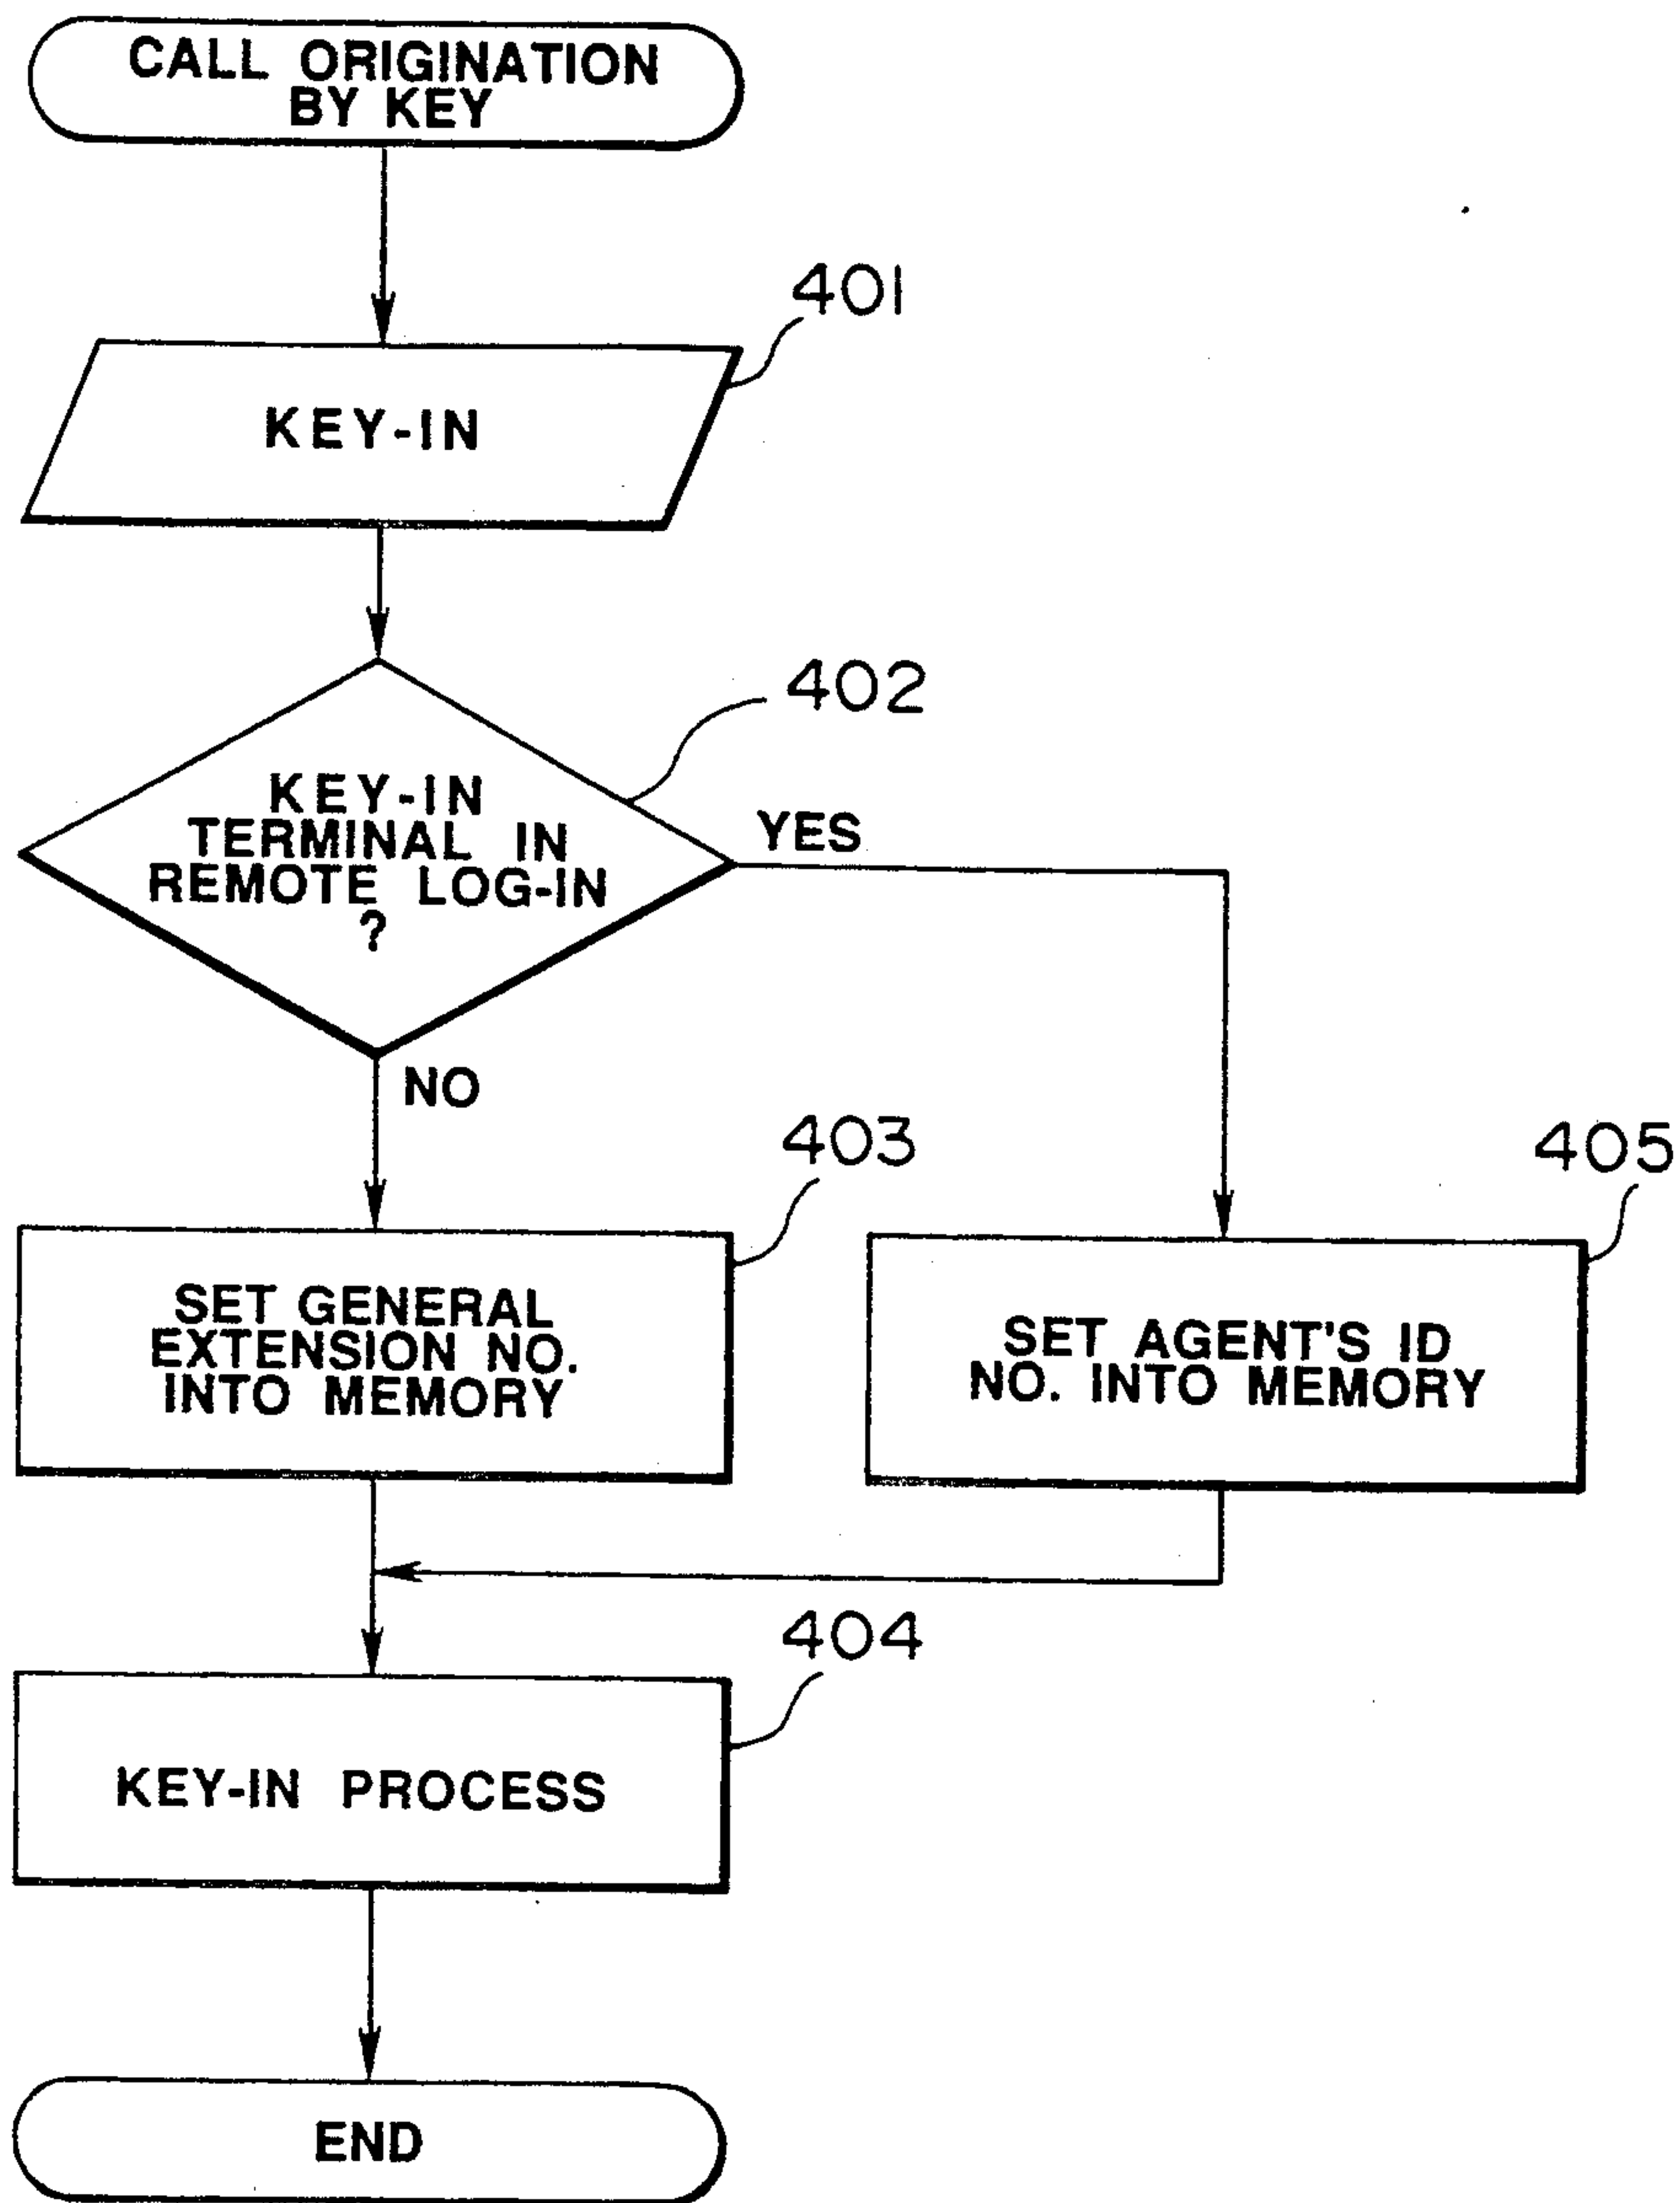 CALL ORIGINATION
BY KEY
401
KEY-IN
402
KEY-IN
TERMINAL IN
REMOTE LOG-IN
?
YES
NO
403
405
SET GENERAL
EXTENSION NO.
INTO MEMORY
SET AGENT'S ID
NO. INTO MEMORY
404
KEY-IN PROCESS
END